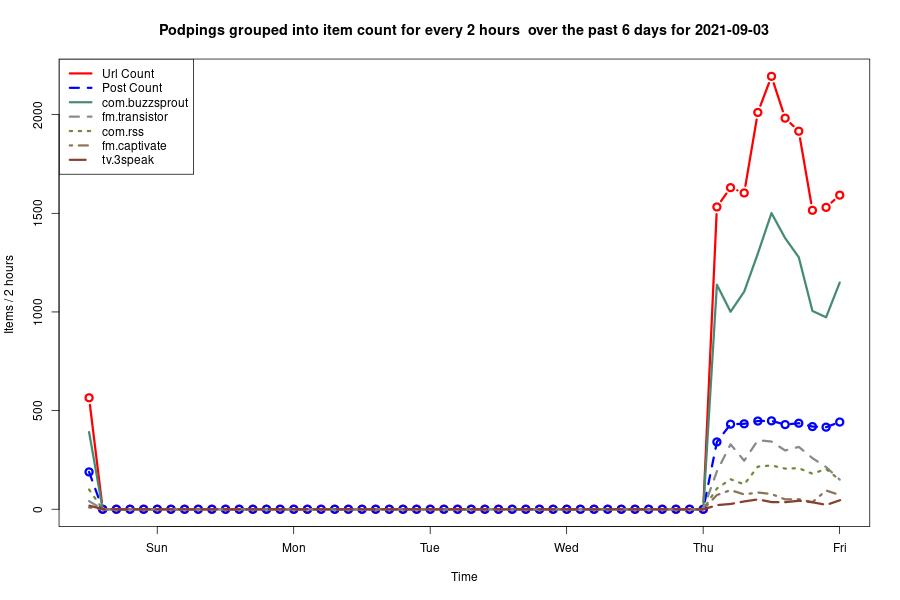 Podpings grouped into item count for every 2 hours  over the past 6 days for 2021-09-03
Url Count
Post Count
com.buzzsprout
fm.transistor
com.rss
fm.captivate
tv.3speak
Items / 2 hours
2000
1500
1000
500
0
Sun Mon Tue Wed Thu Fri
Time